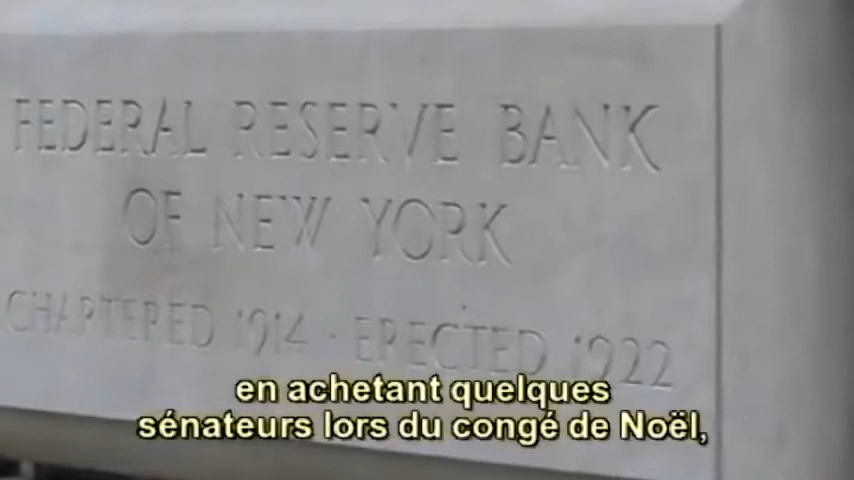 FEDERAL RESERVE BANK
OF NEW YORK
CHARTERED 1914 · ERECTED 1922
en achetant quelques
sénateurs lors du congé de Noël,